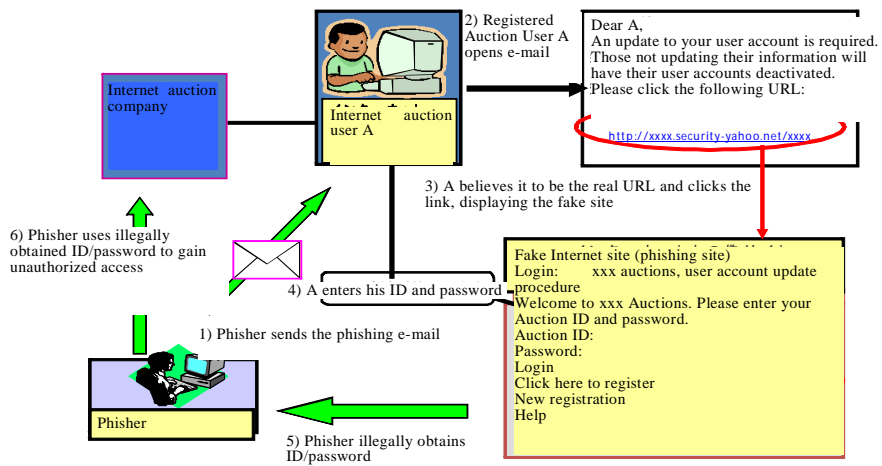 2) Registered
Auction User A
opens e-mail
Dear A,
An update to your user account is required.
Those not updating their information will
have their user accounts deactivated.
Please click the following URL:
http://xxxx.security-yahoo.net/xxxx
Internet auction
company
Internet auction
user A
3) A believes it to be the real URL and clicks the
link, displaying the fake site
6) Phisher uses illegally
obtained ID/password to gain
unauthorized access
4) A enters his ID and password
Fake Internet site (phishing site)
Login: xxx auctions, user account update
procedure
Welcome to xxx Auctions. Please enter your
Auction ID and password.
Auction ID:
Password:
Login
Click here to register
New registration
Help
1) Phisher sends the phishing e-mail
Phisher
5) Phisher illegally obtains
ID/password